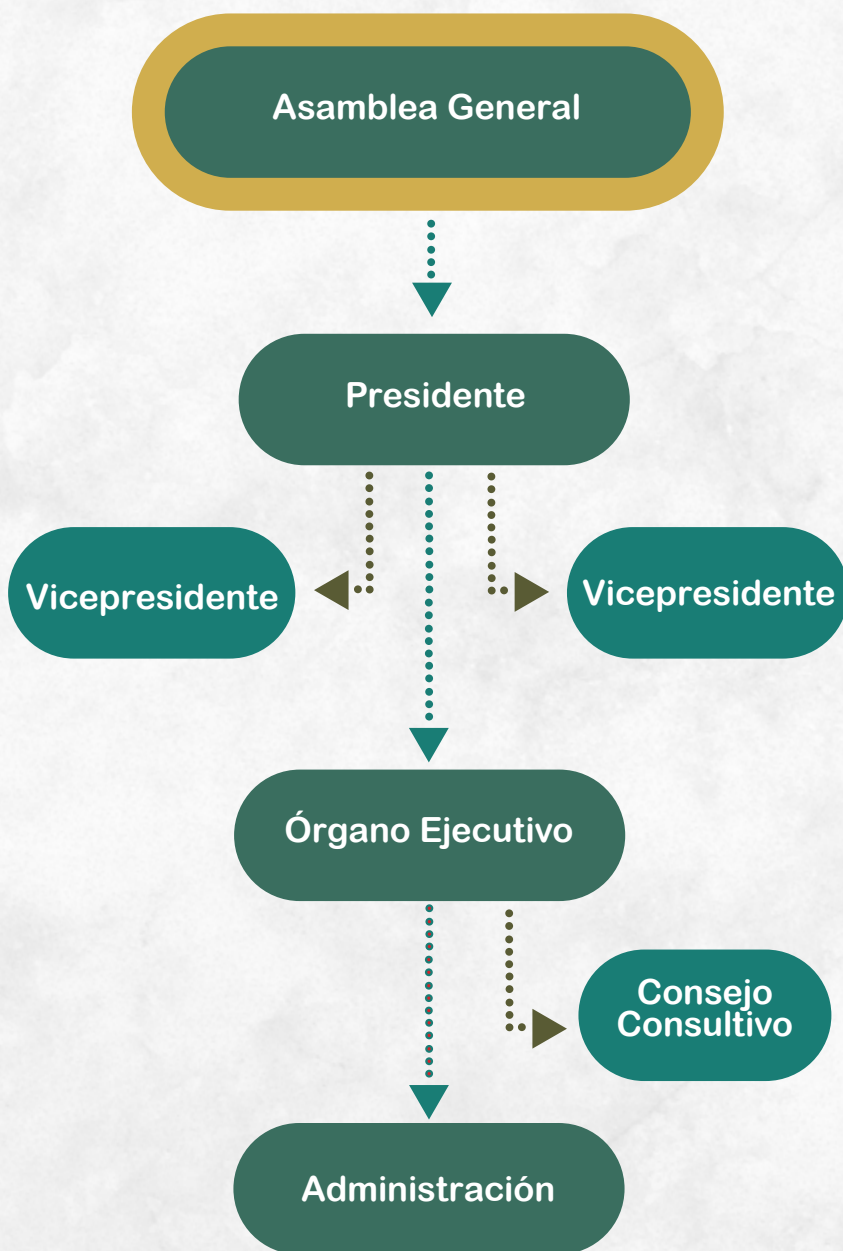 Asamblea General
Presidente
Vicepresidente
Vicepresidente
Órgano Ejecutivo
Consejo
Consultivo
Administración